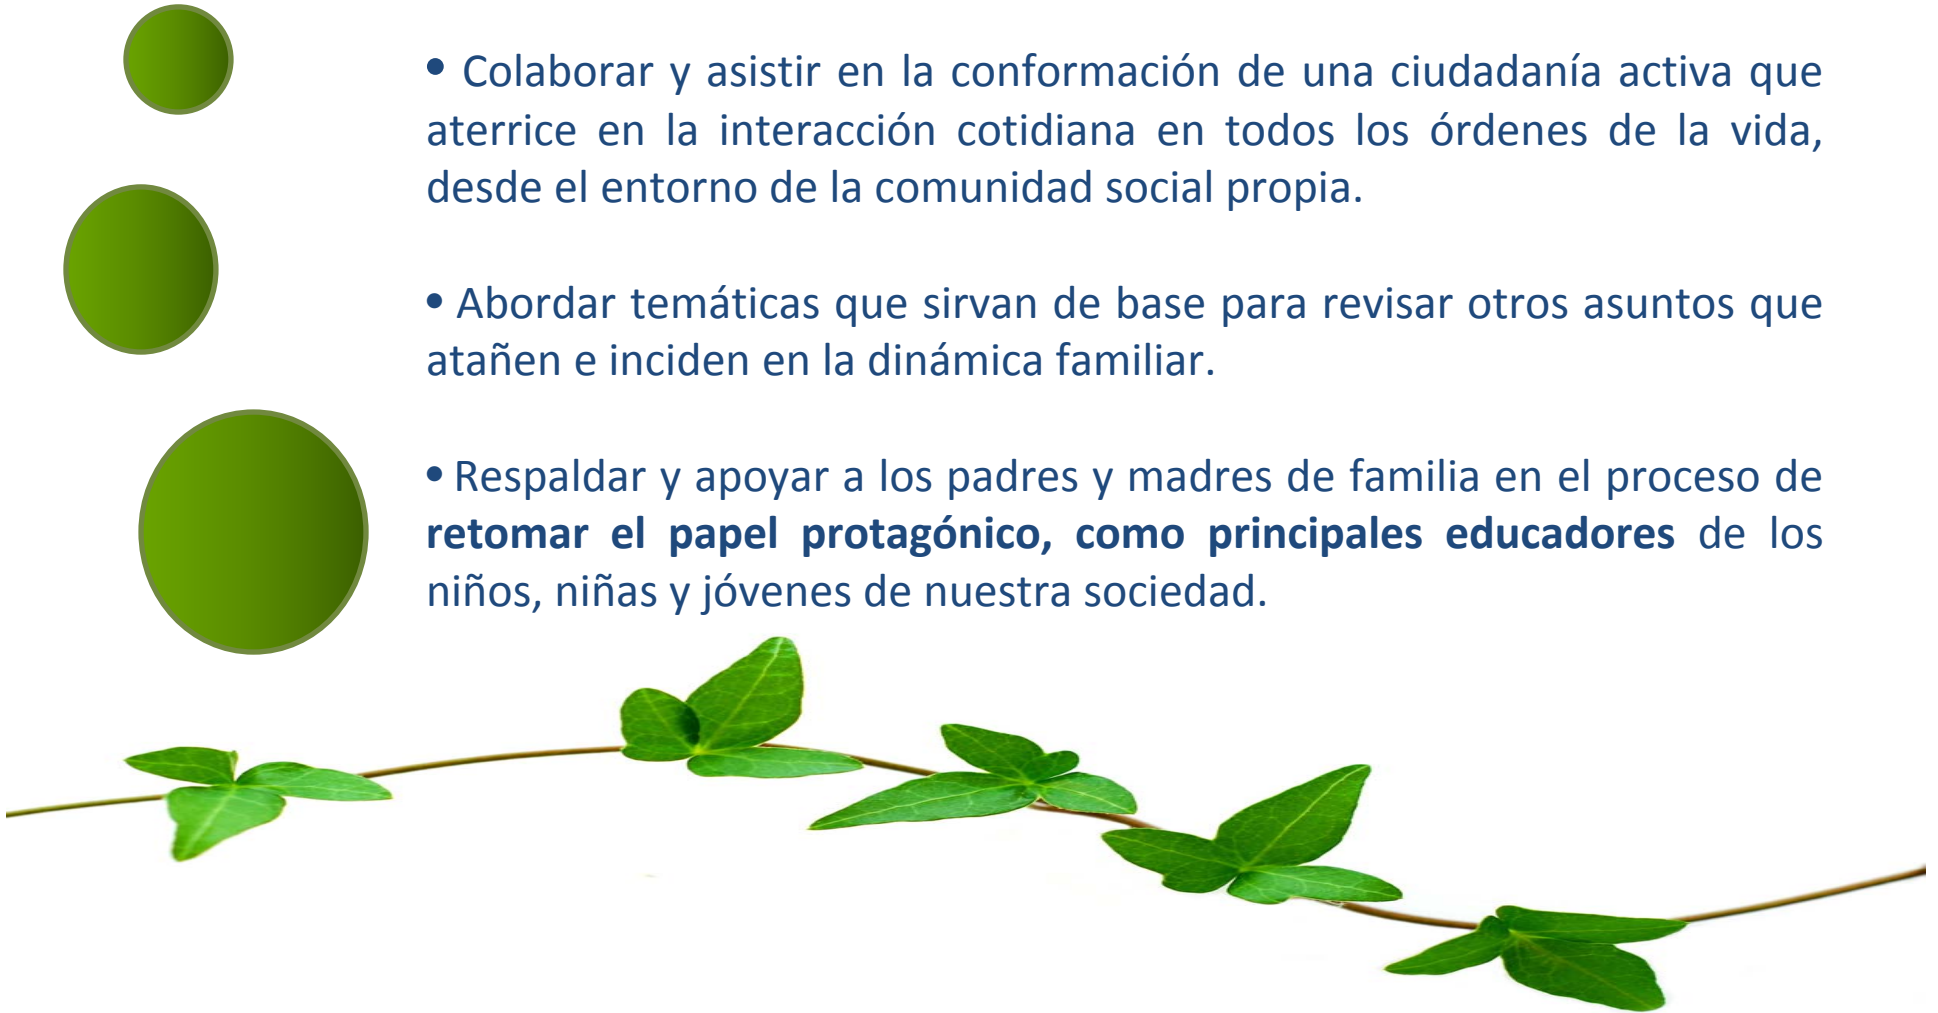 • Colaborar y asistir en la conformación de una ciudadanía activa que
aterrice en la interacción cotidiana en todos los órdenes de la vida,
desde el entorno de la comunidad social propia.
• Abordar temáticas que sirvan de base para revisar otros asuntos que
atañen e inciden en la dinámica familiar.
• Respaldar y apoyar a los padres y madres de familia en el proceso de
retomar el papel protagónico, como principales educadores de los
niños, niñas y jóvenes de nuestra sociedad.